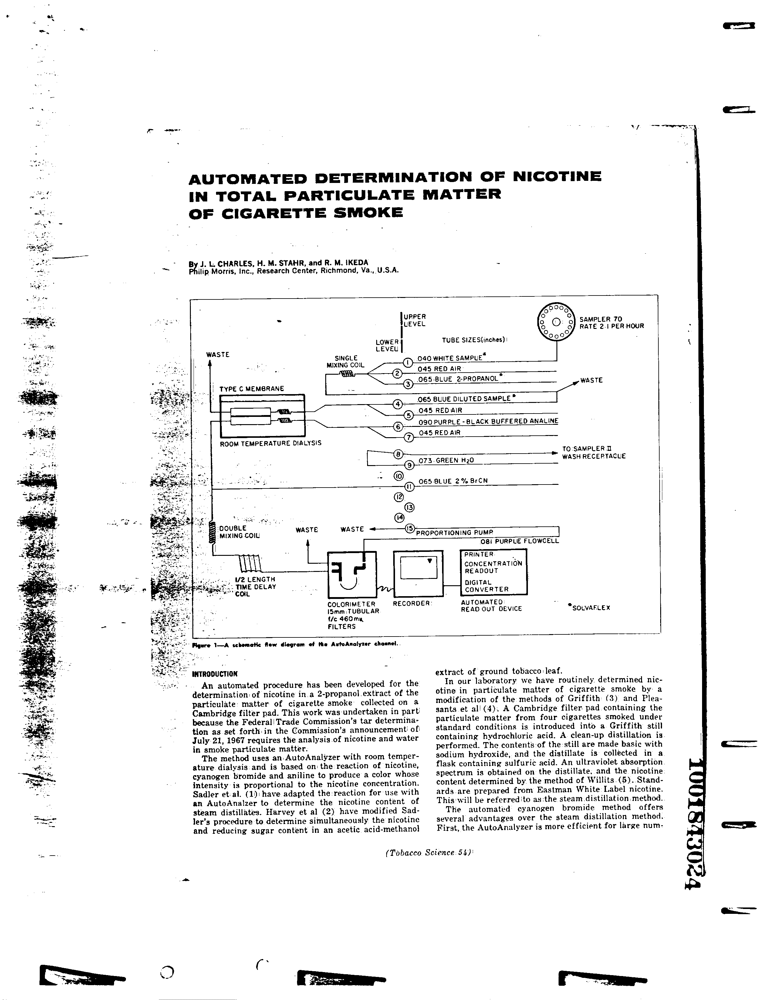 AUTOMATED DETERMINATION OF NICOTINE
IN TOTAL PARTICULATE MATTER
OF CIGARETTE SMOKE
By J. L. CHARLES, H. M. STAHR, and R. M. IKEDA
Philip Morris, Inc., Research Center, Richmond, Va., U.S.A.
UPPER
LEVEL
LOWER
LEVEL
TUBE SIZES(inches)
SAMPLER 70
RATE 2:1 PER HOUR
WASTE
SINGLE
MIXING COIL
1 040 WHITE SAMPLE*
2 045 RED AIR
3 065 BLUE 2-PROPANOL*
WASTE
TYPE C MEMBRANE
4 065 BLUE DILUTED SAMPLE*
5 045 RED AIR
6 090 PURPLE-BLACK BUFFERED ANALINE
7 045 RED AIR
ROOM TEMPERATURE DIALYSIS
8
TO SAMPLER II
WASH RECEPTACLE
9 073 GREEN H2O
10
11 065 BLUE 2% BrCN
12
13
14
DOUBLE
MIXING COIL
WASTE
WASTE
15
PROPORTIONING PUMP
081 PURPLE FLOWCELL
1/2 LENGTH
TIME DELAY
COIL
COLORIMETER
15mm TUBULAR
f/c 460mµ
FILTERS
RECORDER
PRINTER
CONCENTRATION
READOUT
DIGITAL
CONVERTER
AUTOMATED
READ OUT DEVICE
*SOLVAFLEX
Figure 1—A schematic flow diagram of the AutoAnalyzer channel.
INTRODUCTION
An automated procedure has been developed for the
determination of nicotine in a 2-propanol extract of the
particulate matter of cigarette smoke collected on a
Cambridge filter pad. This work was undertaken in part
because the Federal Trade Commission's tar determina-
tion as set forth in the Commission's announcement of
July 21, 1967 requires the analysis of nicotine and water
in smoke particulate matter.
The method uses an AutoAnalyzer with room temper-
ature dialysis and is based on the reaction of nicotine,
cyanogen bromide and aniline to produce a color whose
intensity is proportional to the nicotine concentration.
Sadler et al. (1) have adapted the reaction for use with
an AutoAnalzer to determine the nicotine content of
steam distillates. Harvey et al (2) have modified Sad-
ler's procedure to determine simultaneously the nicotine
and reducing sugar content in an acetic acid-methanol
extract of ground tobacco leaf.
In our laboratory we have routinely determined nic-
otine in particulate matter of cigarette smoke by a
modification of the methods of Griffith (3) and Plea-
sants et al (4). A Cambridge filter pad containing the
particulate matter from four cigarettes smoked under
standard conditions is introduced into a Griffith still
containing hydrochloric acid. A clean-up distillation is
performed. The contents of the still are made basic with
sodium hydroxide, and the distillate is collected in a
flask containing sulfuric acid. An ultraviolet absorption
spectrum is obtained on the distillate, and the nicotine
content determined by the method of Willits (5). Stand-
ards are prepared from Eastman White Label nicotine.
This will be referred to as the steam distillation method.
The automated cyanogen bromide method offers
several advantages over the steam distillation method.
First, the AutoAnalyzer is more efficient for large num-
(Tobacco Science 54)
1001843024